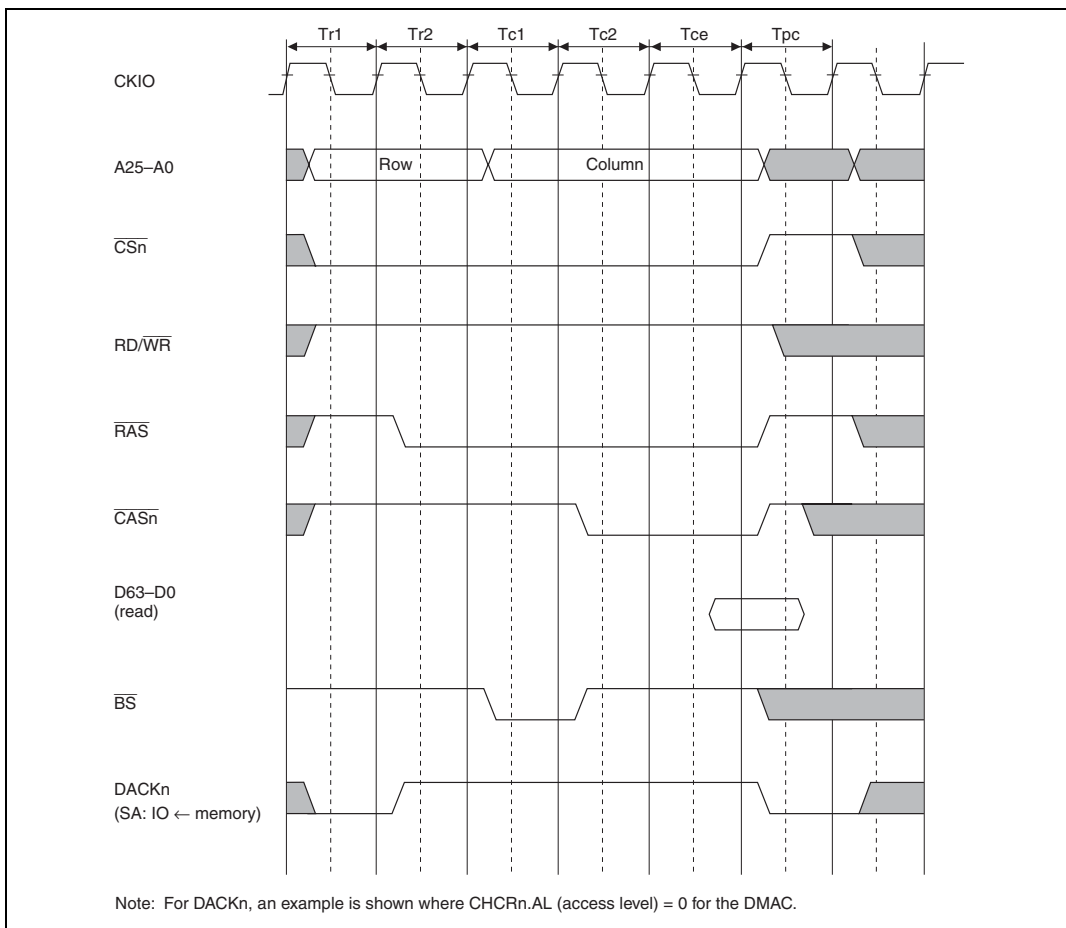 Tr1 Tr2 Tc1 Tc2 Tce Tpc
CKIO
A25–A0
Row
Column
CSn
RD/WR
RAS
CASn
D63–D0
(read)
BS
DACKn
(SA: IO ← memory)
Note: For DACKn, an example is shown where CHCRn.AL (access level) = 0 for the DMAC.